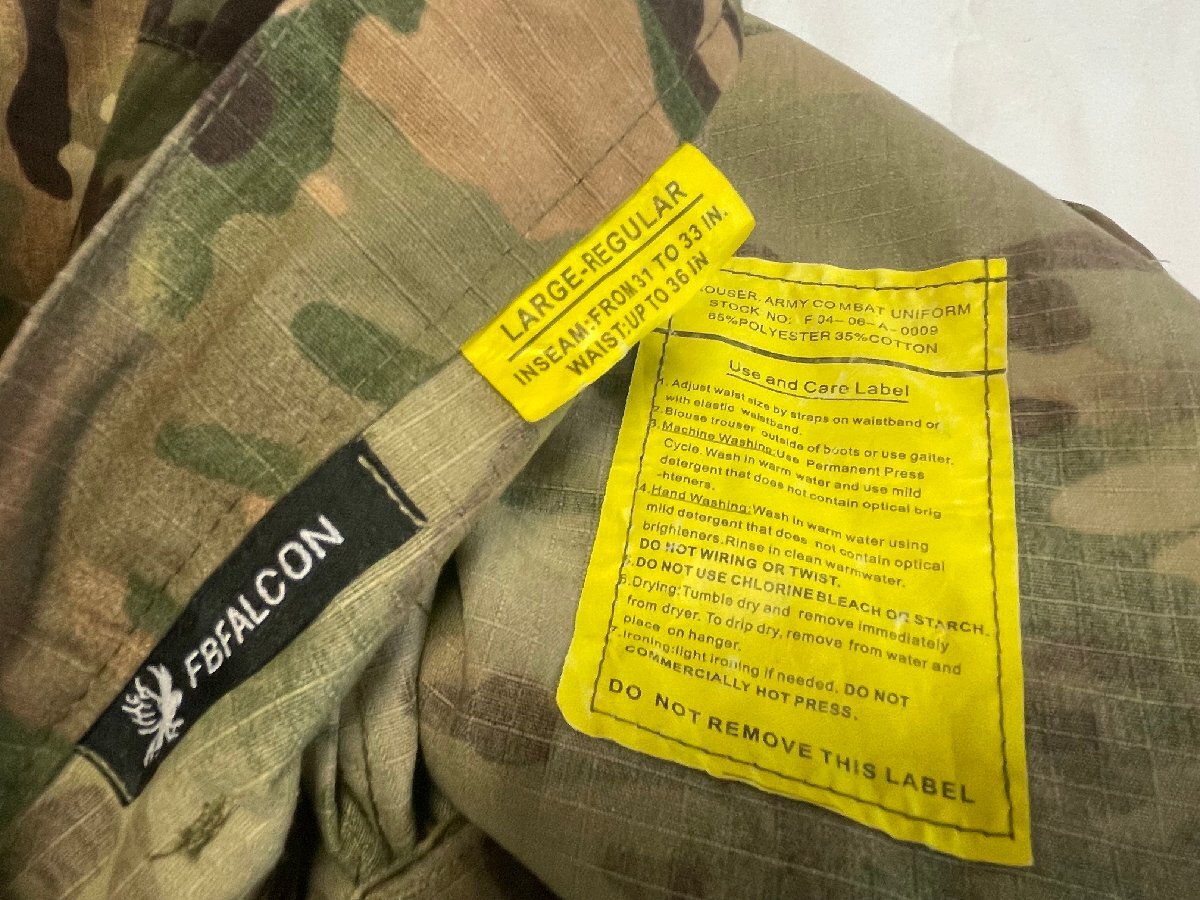 LARGE-REGULAR
INSEAM:FROM 31 TO 33 IN.
WAIST:UP TO 36 IN
FBFALCON
OUSER, ARMY COMBAT UNIFORM
STOCK NO: F 04-06-A-0009
65%POLYESTER 35%COTTON
Use and Care Label
1. Adjust waist size by straps on waistband or
with elastic waistband.
2. Blouse trouser outside of boots or use gaiter.
3. Machine Washing:Use Permanent Press
Cycle. Wash in warm water and use mild
detergent that does not contain optical brig
-hteners.
4. Hand Washing:Wash in warm water using
mild detergent that does not contain optical
brighteners.Rinse in clean warmwater.
DO NOT WIRING OR TWIST.
5.DO NOT USE CHLORINE BLEACH OR STARCH.
6.Drying:Tumble dry and remove immediately
from dryer. To drip dry, remove from water and
place on hanger.
7.Ironing:light ironing if needed. DO NOT
COMMERCIALLY HOT PRESS.
DO NOT REMOVE THIS LABEL